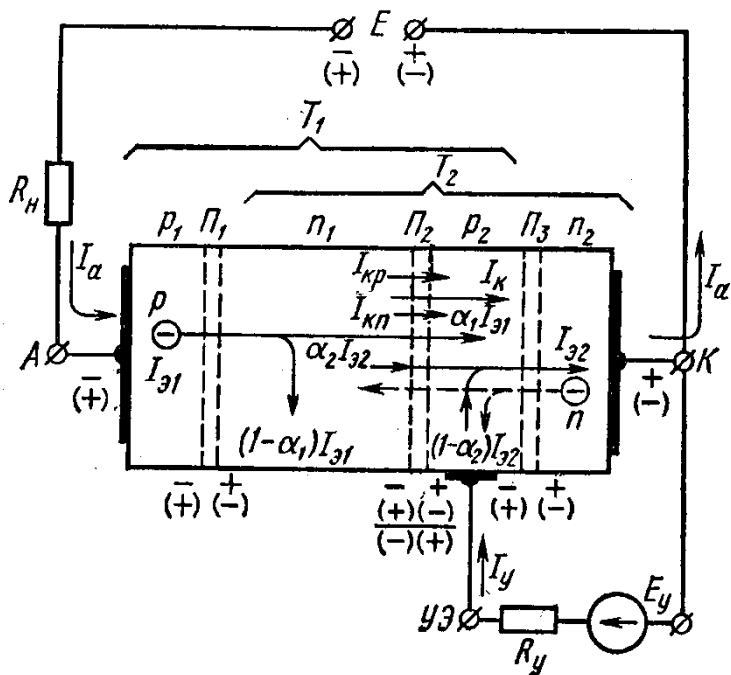 − E +
(+) (−)
T₁
T₂
Rн
p₁ П₁ n₁ П₂ p₂ П₃ n₂
Iа
Iкр Iк
Iа
p
Iкп α₁Iэ1
A
Iэ1
α₂Iэ2 Iэ2
К
−
(+)
n
+
(−)
(1-α₁)Iэ1 (1-α₂)Iэ2
− + − + − +
(+) (−) (+)(−) (+) (−)
(−)(+)
Iу
УЭ
Eу
Rу